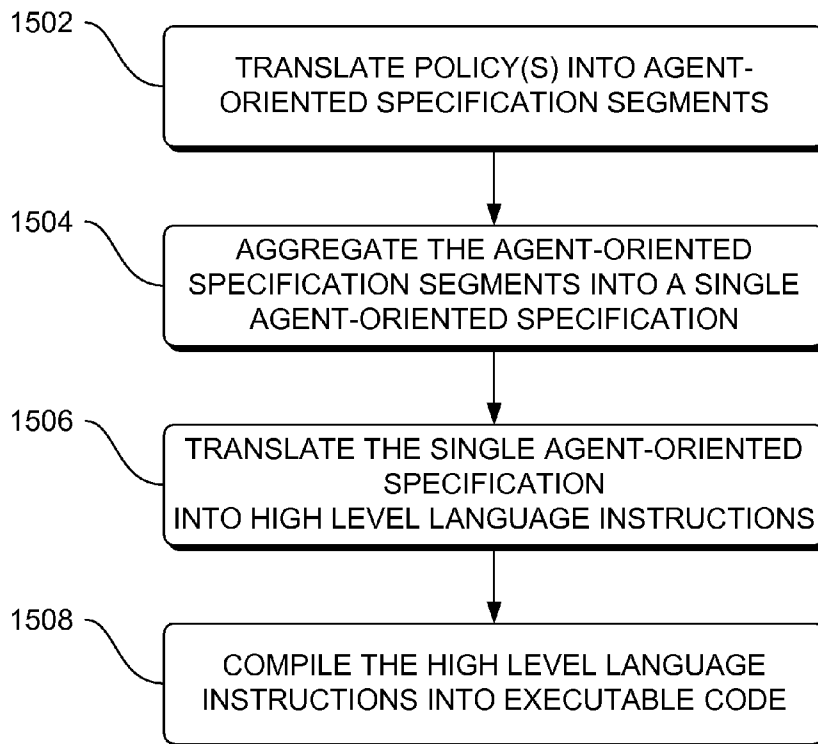 1502
TRANSLATE POLICY(S) INTO AGENT-
ORIENTED SPECIFICATION SEGMENTS
1504
AGGREGATE THE AGENT-ORIENTED
SPECIFICATION SEGMENTS INTO A SINGLE
AGENT-ORIENTED SPECIFICATION
1506
TRANSLATE THE SINGLE AGENT-ORIENTED
SPECIFICATION
INTO HIGH LEVEL LANGUAGE INSTRUCTIONS
1508
COMPILE THE HIGH LEVEL LANGUAGE
INSTRUCTIONS INTO EXECUTABLE CODE